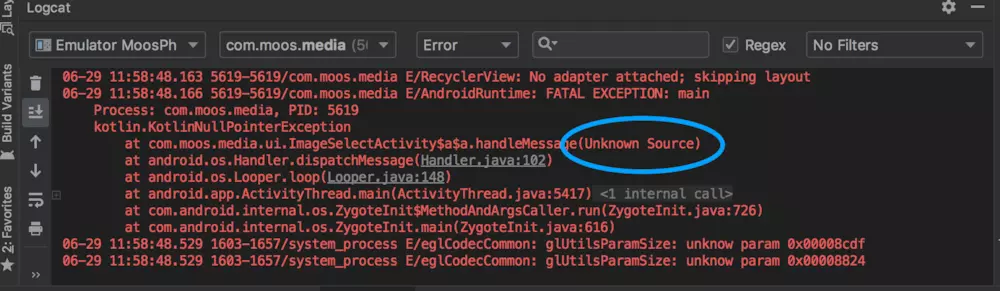 Logcat
Emulator MoosPh
com.moos.media (5
Error
Regex
No Filters
06-29 11:58:48.163 5619-5619/com.moos.media E/RecyclerView: No adapter attached; skipping layout
06-29 11:58:48.166 5619-5619/com.moos.media E/AndroidRuntime: FATAL EXCEPTION: main
Process: com.moos.media, PID: 5619
kotlin.KotlinNullPointerException
at com.moos.media.ui.ImageSelectActivity$a$a.handleMessage(Unknown Source)
at android.os.Handler.dispatchMessage(Handler.java:102)
at android.os.Looper.loop(Looper.java:148)
at android.app.ActivityThread.main(ActivityThread.java:5417) <1 internal call>
at com.android.internal.os.ZygoteInit$MethodAndArgsCaller.run(ZygoteInit.java:726)
at com.android.internal.os.ZygoteInit.main(ZygoteInit.java:616)
06-29 11:58:48.529 1603-1657/system_process E/eglCodecCommon: glUtilsParamSize: unknow param 0x00008cdf
06-29 11:58:48.529 1603-1657/system_process E/eglCodecCommon: glUtilsParamSize: unknow param 0x00008824
Lay
Build Variants
2: Favorites